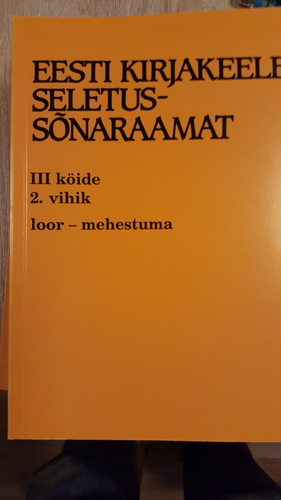 EESTI KIRJAKEELE
SELETUS-
SÕNARAAMAT
III köide
2. vihik
loor – mehestuma